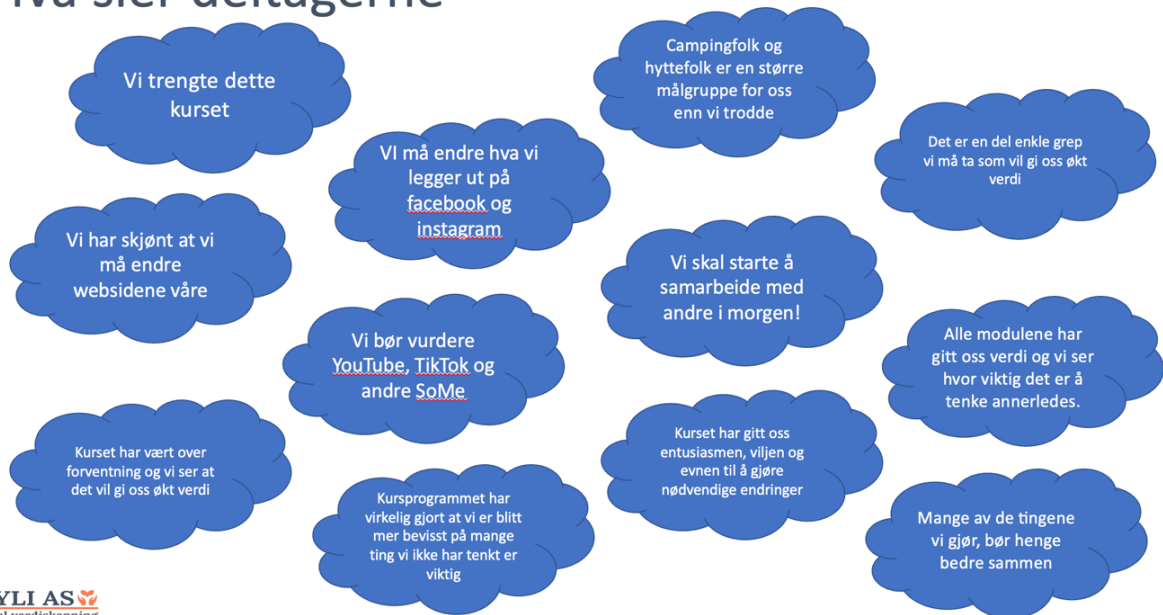 sier deltagerne
Vi trengte dette
kurset
Campingfolk og
hyttefolk er en større
målgruppe for oss
enn vi trodde
VI må endre hva vi
legger ut på
facebook og
instagram
Det er en del enkle grep
vi må ta som vil gi oss økt
verdi
Vi har skjønt at vi
må endre
websidene våre
Vi skal starte å
samarbeide med
andre i morgen!
Vi bør vurdere
YouTube, TikTok og
andre SoMe
Alle modulene har
gitt oss verdi og vi ser
hvor viktig det er å
tenke annerledes.
Kurset har vært over
forventning og vi ser at
det vil gi oss økt verdi
Kurset har gitt oss
entusiasmen, viljen og
evnen til å gjøre
nødvendige endringer
Kursprogrammet har
virkelig gjort at vi er blitt
mer bevisst på mange
ting vi ikke har tenkt er
viktig
Mange av de tingene
vi gjør, bør henge
bedre sammen
YLI AS